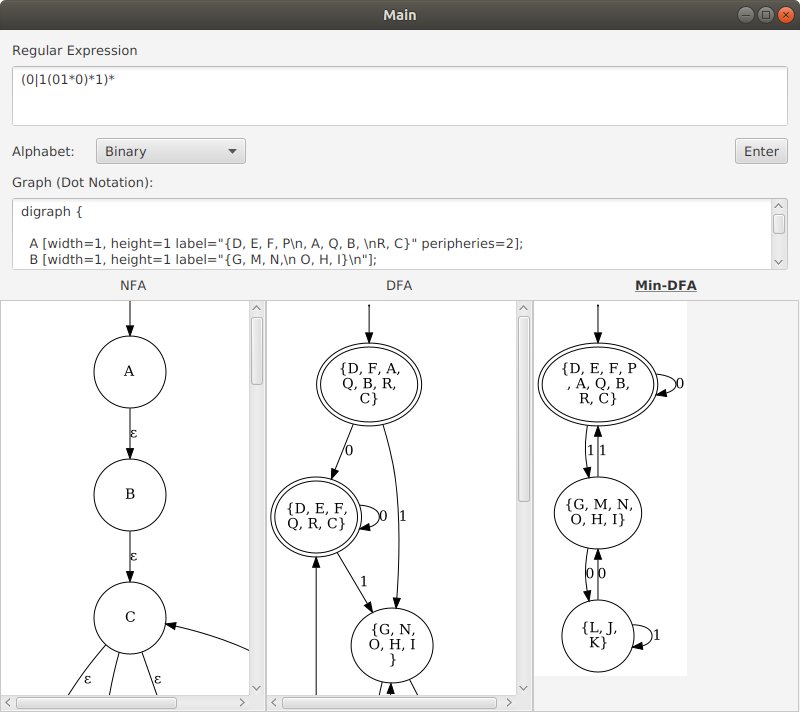 Main
Regular Expression
(0|1(01*0)*1)*
Alphabet:
Binary
Enter
Graph (Dot Notation):
digraph {
A [width=1, height=1 label="{D, E, F, P\n, A, Q, B, \nR, C}" peripheries=2];
B [width=1, height=1 label="{G, M, N,\n O, H, I}\n"];
NFA
DFA
Min-DFA
A
ε
B
ε
C
ε
ε
{D, F, A,
Q, B, R,
C}
0
{D, E, F,
Q, R, C}
0
1
1
{G, N,
O, H, I
}
{D, E, F, P
, A, Q, B,
R, C}
0
1
1
{G, M, N,
O, H, I}
0
0
{L, J,
K}
1